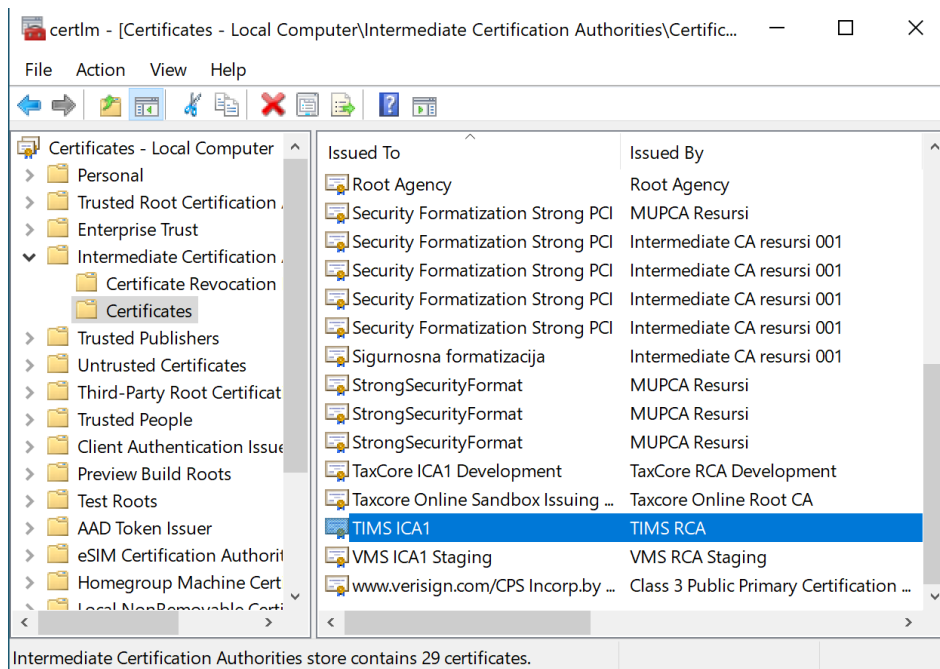 certlm - [Certificates - Local Computer\Intermediate Certification Authorities\Certific...
File Action View Help
Certificates - Local Computer
Personal
Trusted Root Certification
Enterprise Trust
Intermediate Certification
Certificate Revocation
Certificates
Trusted Publishers
Untrusted Certificates
Third-Party Root Certificat
Trusted People
Client Authentication Issue
Preview Build Roots
Test Roots
AAD Token Issuer
eSIM Certification Authorit
Homegroup Machine Cert
Local NonRemovable Certi
Issued To Issued By
Root Agency Root Agency
Security Formatization Strong PCI MUPCA Resursi
Security Formatization Strong PCI Intermediate CA resursi 001
Security Formatization Strong PCI Intermediate CA resursi 001
Security Formatization Strong PCI Intermediate CA resursi 001
Security Formatization Strong PCI Intermediate CA resursi 001
Sigurnosna formatizacija Intermediate CA resursi 001
StrongSecurityFormat MUPCA Resursi
StrongSecurityFormat MUPCA Resursi
StrongSecurityFormat MUPCA Resursi
TaxCore ICA1 Development TaxCore RCA Development
Taxcore Online Sandbox Issuing ... Taxcore Online Root CA
TIMS ICA1 TIMS RCA
VMS ICA1 Staging VMS RCA Staging
www.verisign.com/CPS Incorp.by ... Class 3 Public Primary Certification ...
Intermediate Certification Authorities store contains 29 certificates.